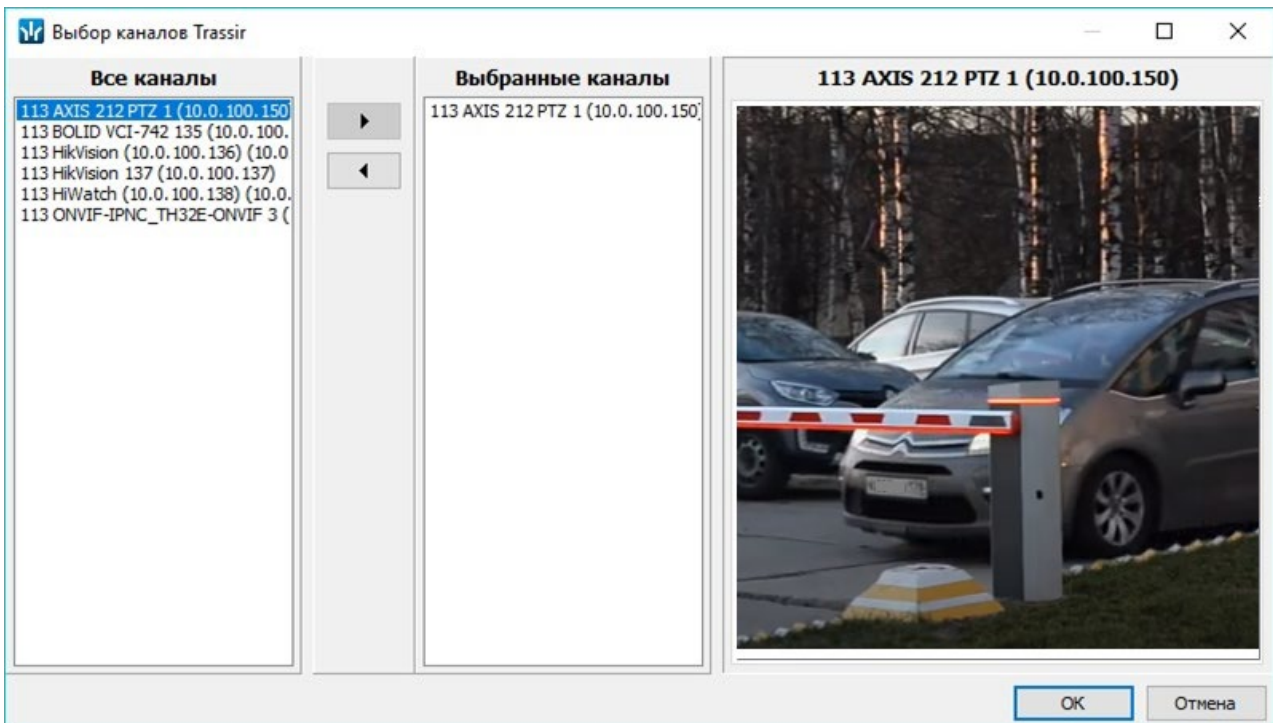 Выбор каналов Trassir
Все каналы
113 AXIS 212 PTZ 1 (10.0.100.150)
113 BOLID VCI-742 135 (10.0.100.
113 HikVision (10.0.100.136) (10.0
113 HikVision 137 (10.0.100.137)
113 HiWatch (10.0.100.138) (10.0.
113 ONVIF-IPNC_TH32E-ONVIF 3 (
Выбранные каналы
113 AXIS 212 PTZ 1 (10.0.100.150)
113 AXIS 212 PTZ 1 (10.0.100.150)
OK
Отмена